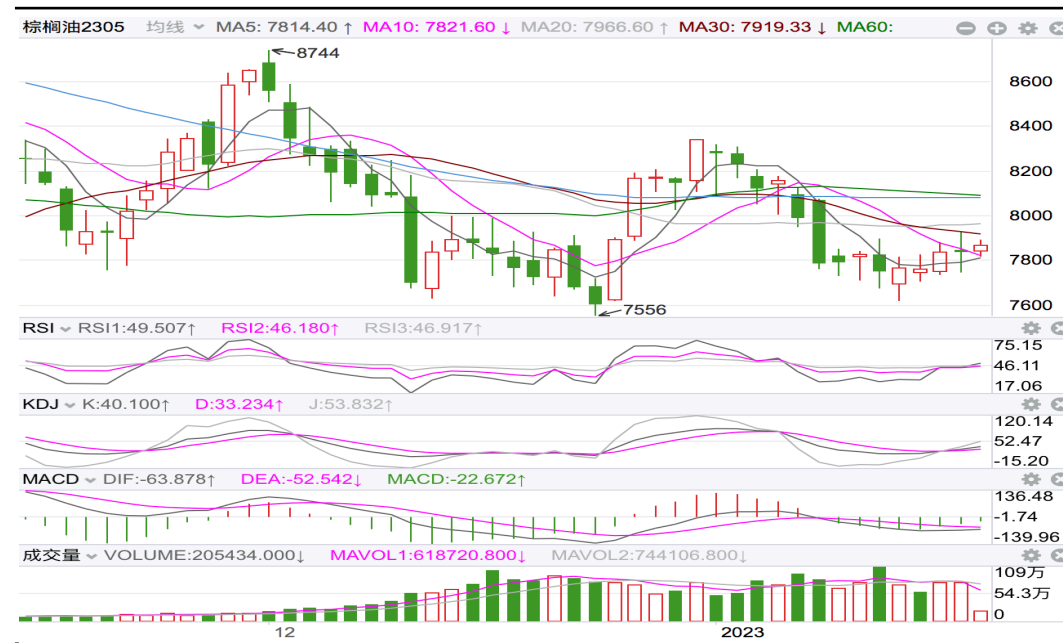 棕榈油2305 均线 MA5: 7814.40 ↑ MA10: 7821.60 ↓ MA20: 7966.60 ↑ MA30: 7919.33 ↓ MA60:
8744
8600
8400
8200
8000
7800
7600
7556
RSI RSI1:49.507↑ RSI2:46.180↑ RSI3:46.917↑
75.15
46.11
17.06
KDJ K:40.100↑ D:33.234↑ J:53.832↑
120.14
52.47
-15.20
MACD DIF:-63.878↑ DEA:-52.542↓ MACD:-22.672↑
136.48
-1.74
-139.96
成交量 VOLUME:205434.000↓ MAVOL1:618720.800↓ MAVOL2:744106.800↓
109万
54.3万
0
12 2023